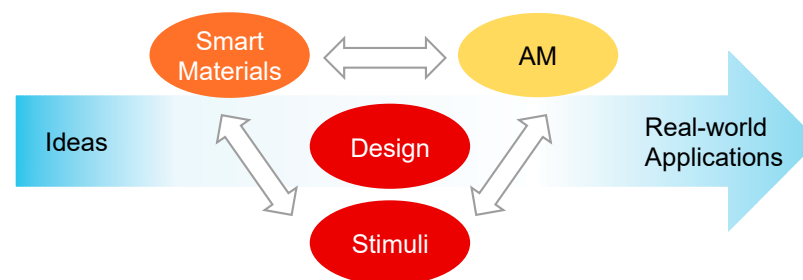 Smart
Materials
AM
Ideas
Design
Real-world
Applications
Stimuli